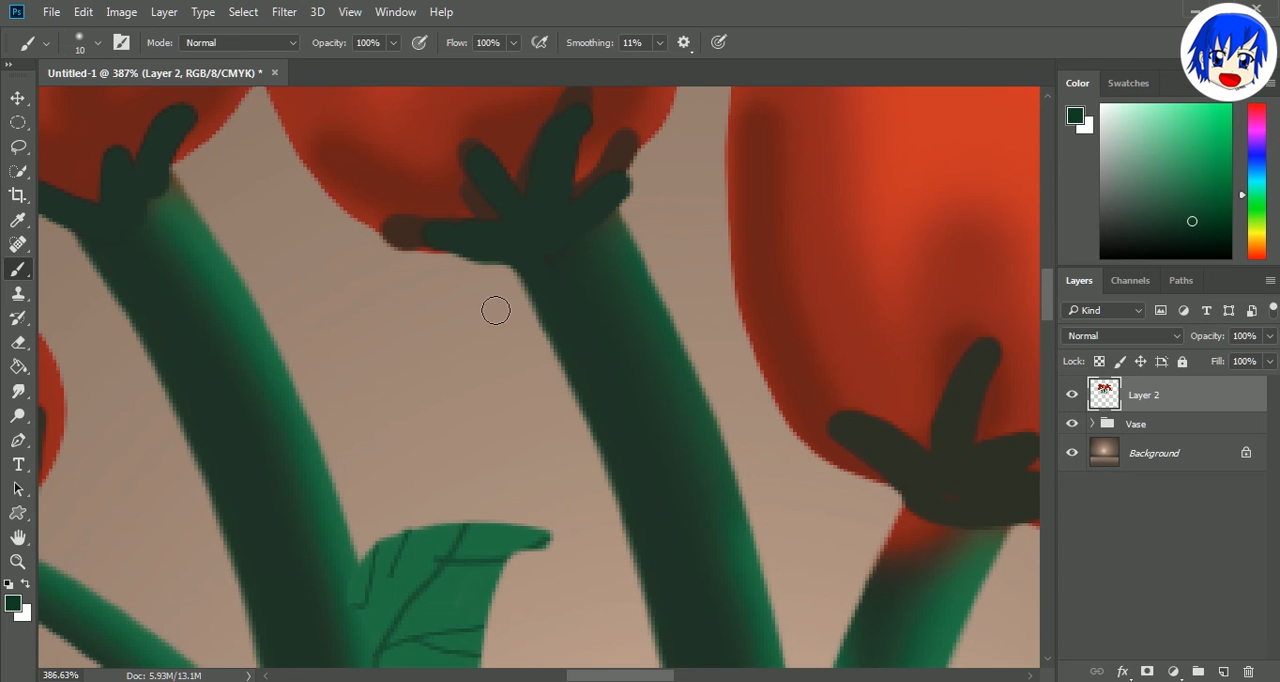 Ps File Edit Image Layer Type Select Filter 3D View Window Help
10 Mode: Normal Opacity: 100% Flow: 100% Smoothing: 11%
Untitled-1 @ 387% (Layer 2, RGB/8/CMYK) * ×
Color Swatches
Layers Channels Paths
Kind
Normal Opacity: 100%
Lock: Fill: 100%
Layer 2
Vase
Background
386.63% Doc: 5.93M/13.1M